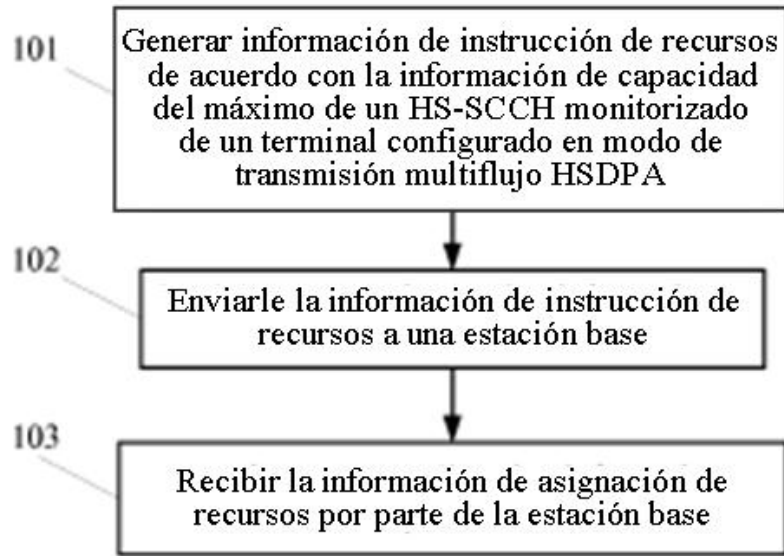 101
Generar información de instrucción de recursos
de acuerdo con la información de capacidad
del máximo de un HS-SCCH monitorizado
de un terminal configurado en modo de
transmisión multiflujo HSDPA
102
Enviarle la información de instrucción de
recursos a una estación base
103
Recibir la información de asignación de
recursos por parte de la estación base